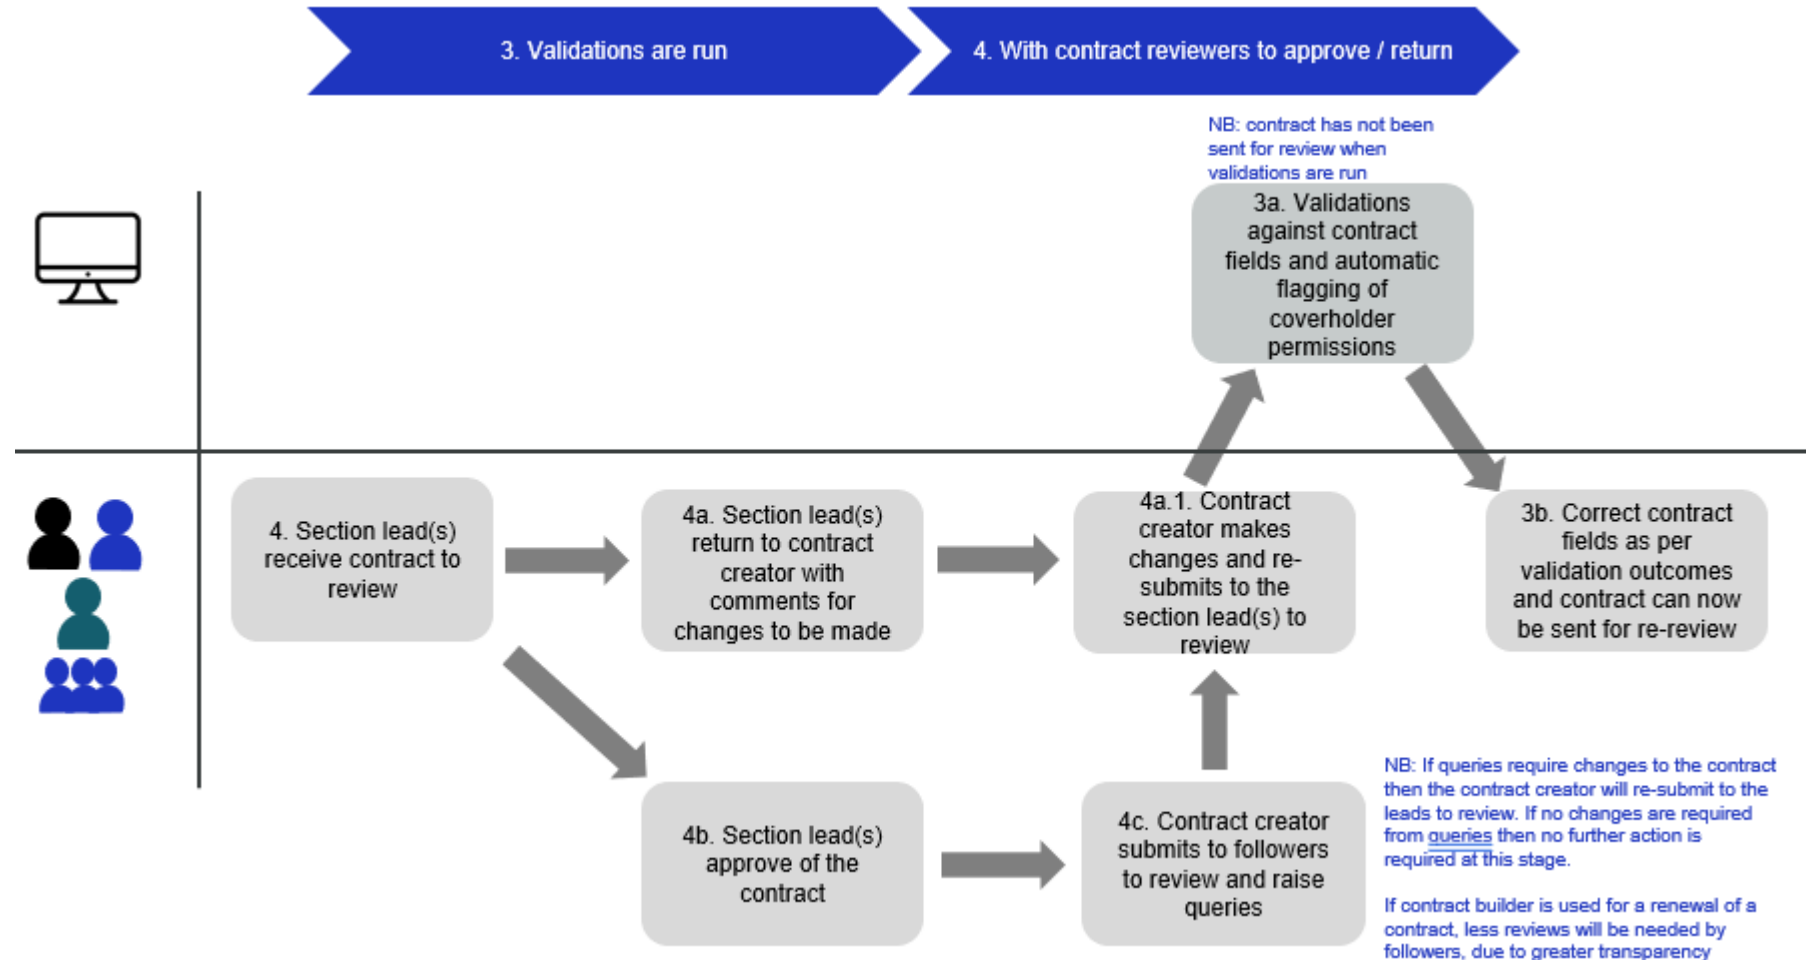 3. Validations are run
4. With contract reviewers to approve / return
NB: contract has not been
sent for review when
validations are run
3a. Validations
against contract
fields and automatic
flagging of
coverholder
permissions
4. Section lead(s)
receive contract to
review
4a. Section lead(s)
return to contract
creator with
comments for
changes to be made
4a.1. Contract
creator makes
changes and re-
submits to the
section lead(s) to
review
3b. Correct contract
fields as per
validation outcomes
and contract can now
be sent for re-review
4b. Section lead(s)
approve of the
contract
4c. Contract creator
submits to followers
to review and raise
queries
NB: If queries require changes to the contract
then the contract creator will re-submit to the
leads to review. If no changes are required
from queries then no further action is
required at this stage.
If contract builder is used for a renewal of a
contract, less reviews will be needed by
followers, due to greater transparency